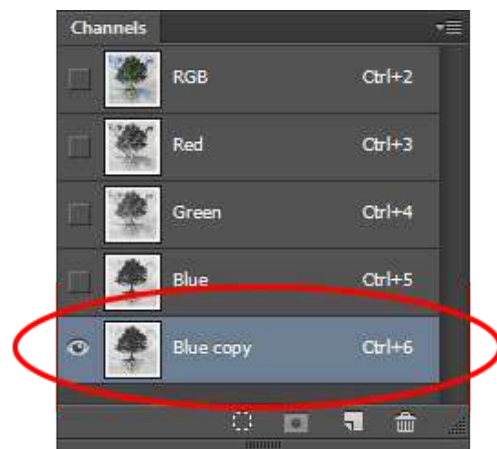 Channels
RGB Ctrl+2
Red Ctrl+3
Green Ctrl+4
Blue Ctrl+5
Blue copy Ctrl+6